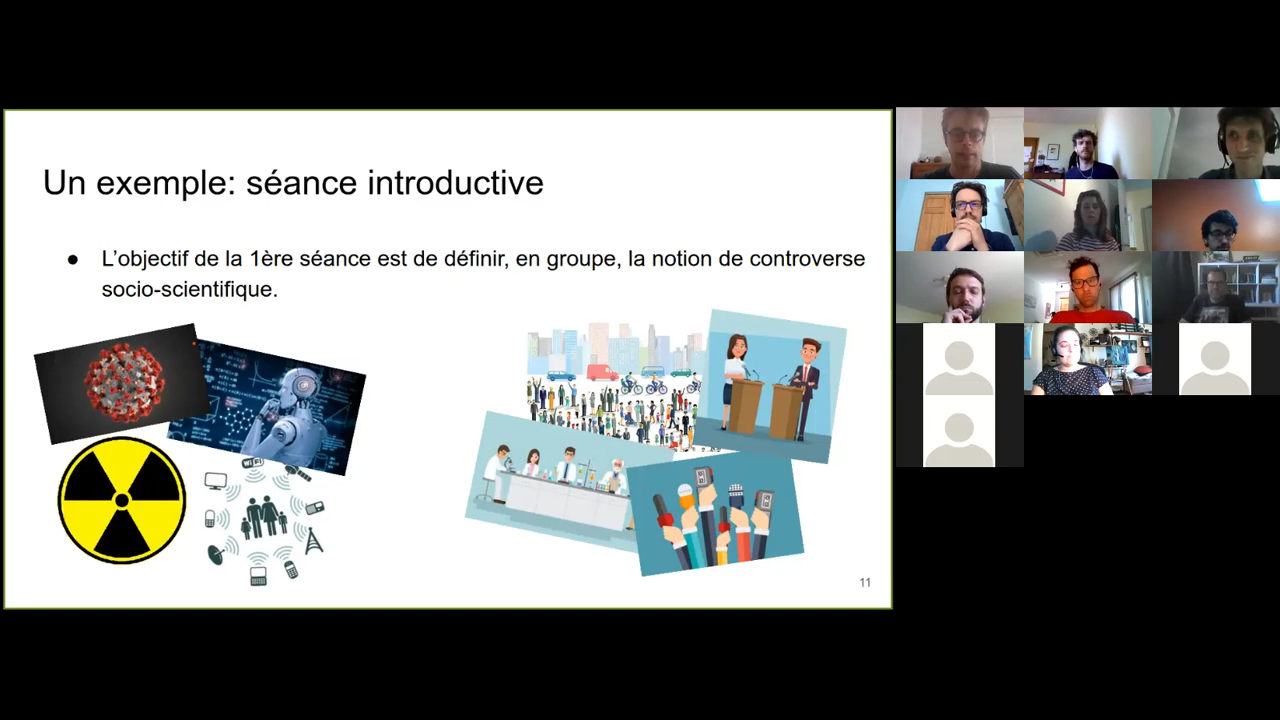 Un exemple: séance introductive
● L'objectif de la 1ère séance est de définir, en groupe, la notion de controverse
socio-scientifique.
11